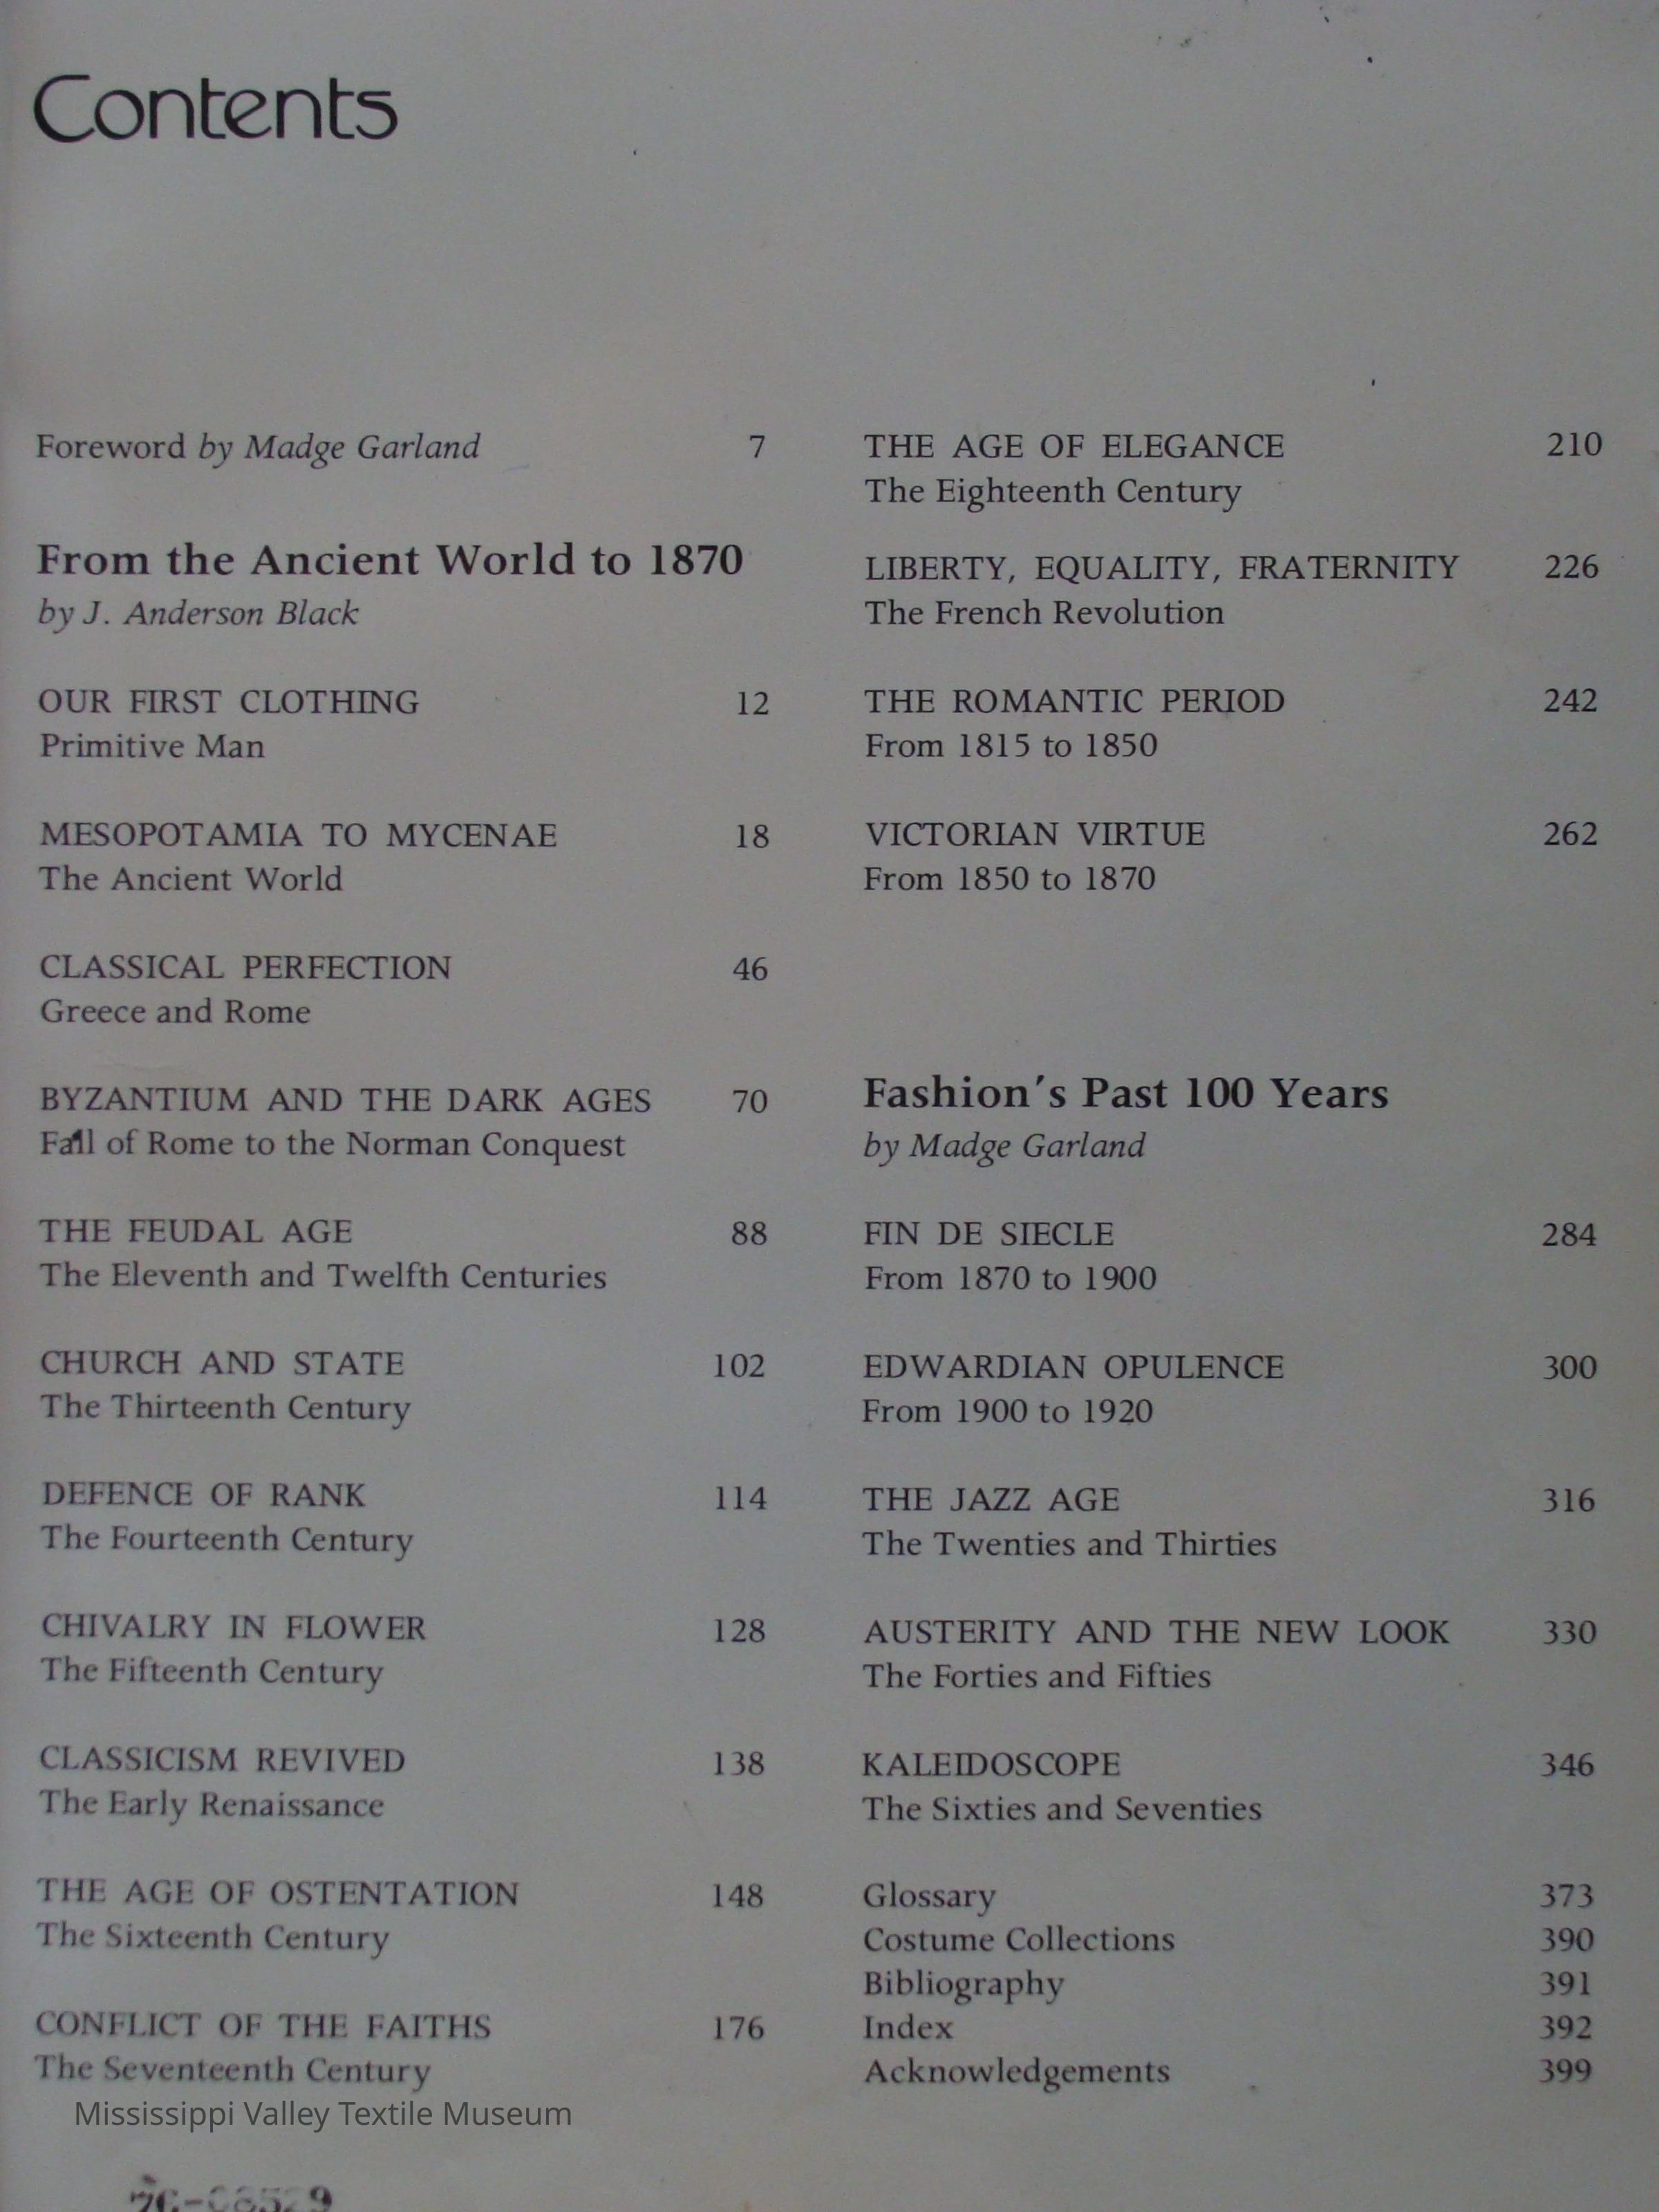 Contents
Foreword by Madge Garland 7
From the Ancient World to 1870
by J. Anderson Black
OUR FIRST CLOTHING 12
Primitive Man
MESOPOTAMIA TO MYCENAE 18
The Ancient World
CLASSICAL PERFECTION 46
Greece and Rome
BYZANTIUM AND THE DARK AGES 70
Fall of Rome to the Norman Conquest
THE FEUDAL AGE 88
The Eleventh and Twelfth Centuries
CHURCH AND STATE 102
The Thirteenth Century
DEFENCE OF RANK 114
The Fourteenth Century
CHIVALRY IN FLOWER 128
The Fifteenth Century
CLASSICISM REVIVED 138
The Early Renaissance
THE AGE OF OSTENTATION 148
The Sixteenth Century
CONFLICT OF THE FAITHS 176
The Seventeenth Century
THE AGE OF ELEGANCE 210
The Eighteenth Century
LIBERTY, EQUALITY, FRATERNITY 226
The French Revolution
THE ROMANTIC PERIOD 242
From 1815 to 1850
VICTORIAN VIRTUE 262
From 1850 to 1870
Fashion's Past 100 Years
by Madge Garland
FIN DE SIECLE 284
From 1870 to 1900
EDWARDIAN OPULENCE 300
From 1900 to 1920
THE JAZZ AGE 316
The Twenties and Thirties
AUSTERITY AND THE NEW LOOK 330
The Forties and Fifties
KALEIDOSCOPE 346
The Sixties and Seventies
Glossary 373
Costume Collections 390
Bibliography 391
Index 392
Acknowledgements 399
Mississippi Valley Textile Museum